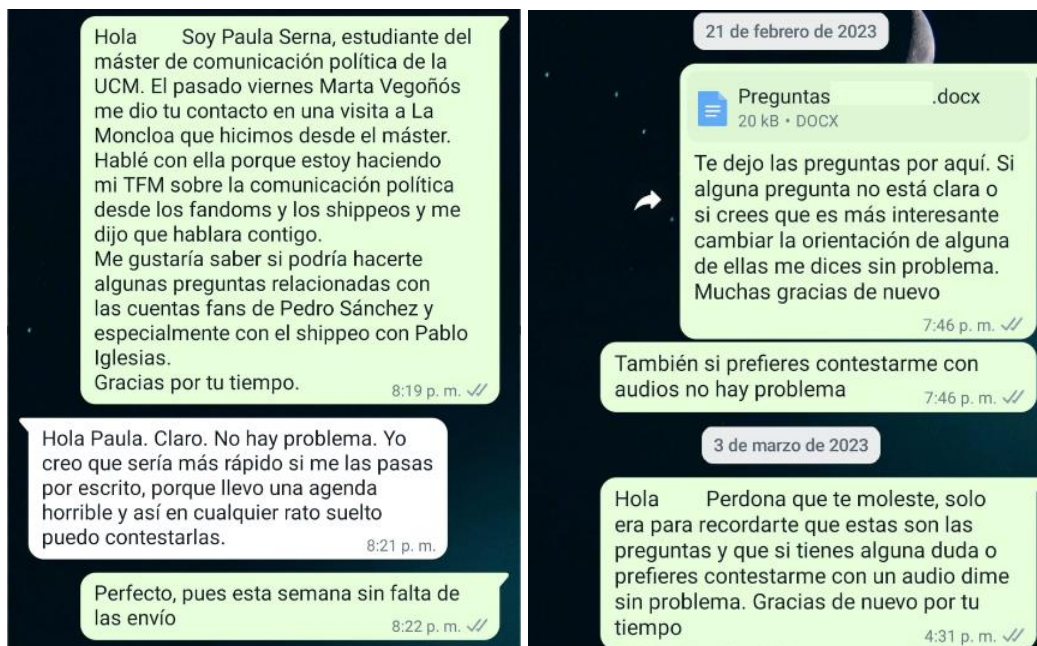 Hola Soy Paula Serna, estudiante del
máster de comunicación política de la
UCM. El pasado viernes Marta Vegoñós
me dio tu contacto en una visita a La
Moncloa que hicimos desde el máster.
Hablé con ella porque estoy haciendo
mi TFM sobre la comunicación política
desde los fandoms y los shippeos y me
dijo que hablara contigo.
Me gustaría saber si podría hacerte
algunas preguntas relacionadas con
las cuentas fans de Pedro Sánchez y
especialmente con el shippeo con Pablo
Iglesias.
Gracias por tu tiempo.
8:19 p. m.
Hola Paula. Claro. No hay problema. Yo
creo que sería más rápido si me las pasas
por escrito, porque llevo una agenda
horrible y así en cualquier rato suelto
puedo contestarlas.
8:21 p. m.
Perfecto, pues esta semana sin falta de
las envío
8:22 p. m.
21 de febrero de 2023
Preguntas .docx
20 kB • DOCX
Te dejo las preguntas por aquí. Si
alguna pregunta no está clara o
si crees que es más interesante
cambiar la orientación de alguna
de ellas me dices sin problema.
Muchas gracias de nuevo
7:46 p. m.
También si prefieres contestarme con
audios no hay problema
7:46 p. m.
3 de marzo de 2023
Hola Perdona que te moleste, solo
era para recordarte que estas son las
preguntas y que si tienes alguna duda o
prefieres contestarme con un audio dime
sin problema. Gracias de nuevo por tu
tiempo
4:31 p. m.